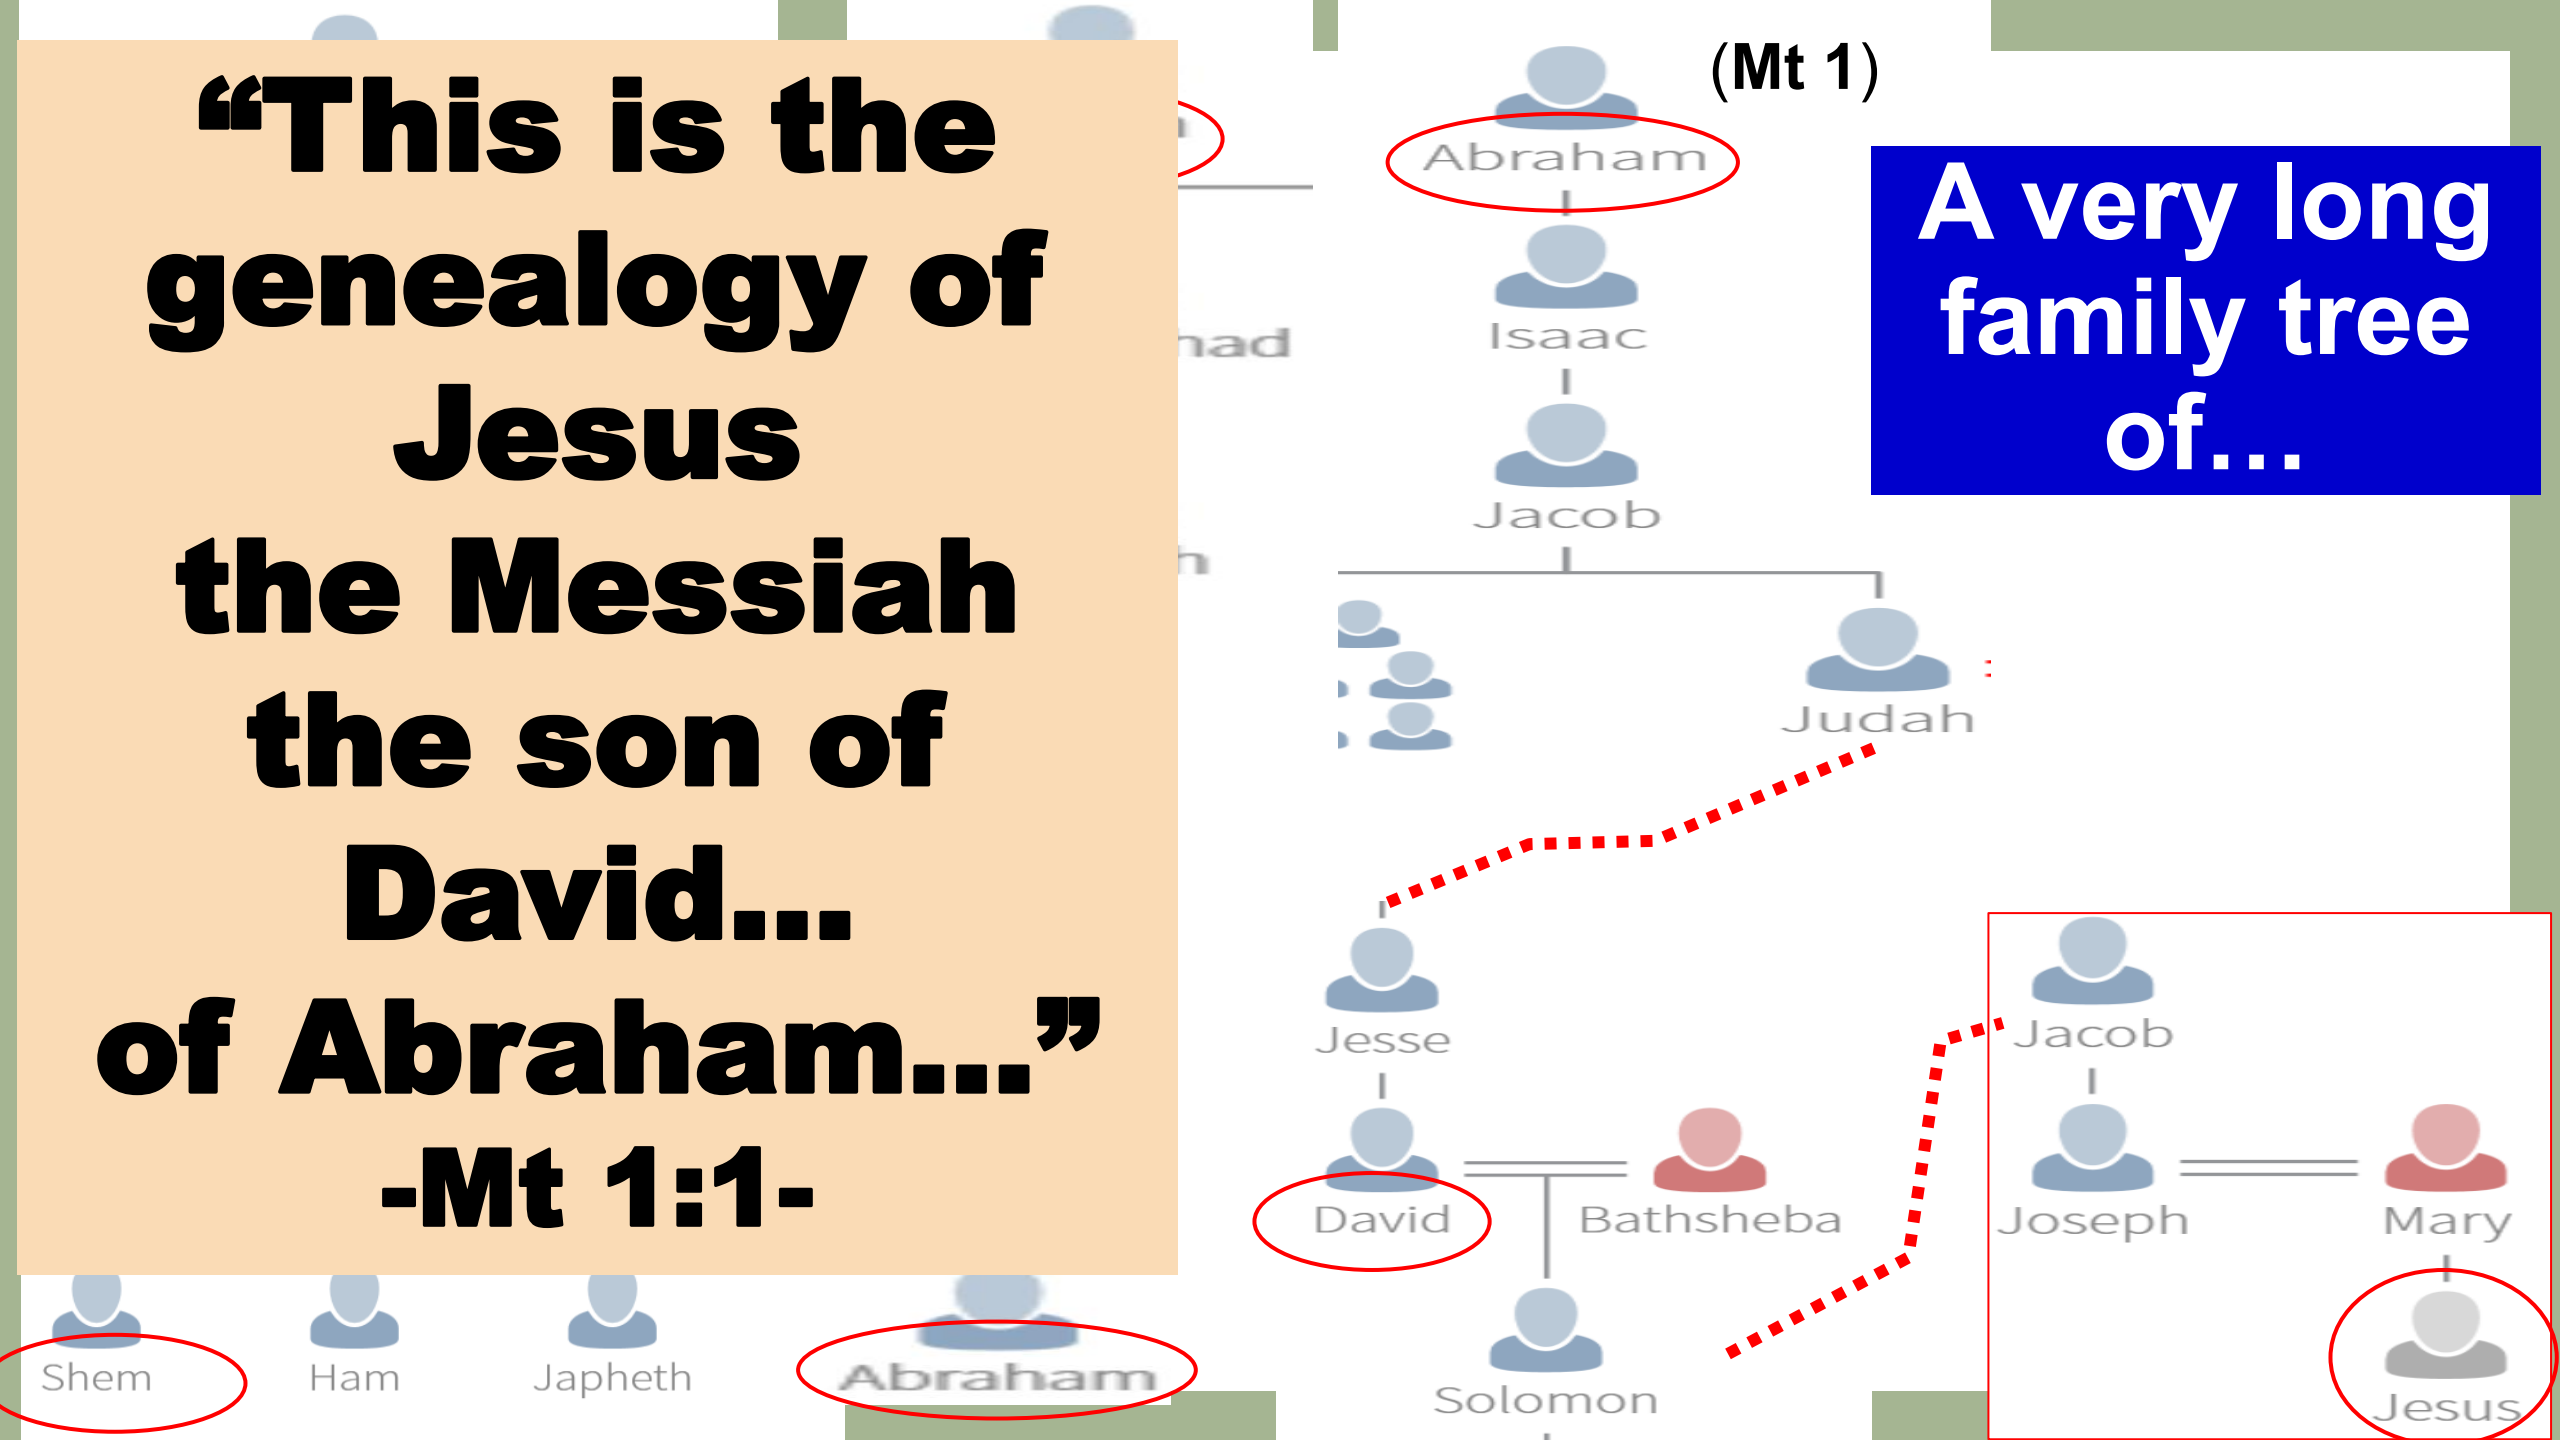 “This is the
genealogy of
Jesus
the Messiah
the son of
David...
of Abraham...”
-Mt 1:1-
(Mt 1)
A very long
family tree
of...
Abraham
Isaac
Jacob
Judah
Jesse
David
Bathsheba
Solomon
Jacob
Joseph
Mary
Jesus
Shem
Ham
Japheth
Abraham